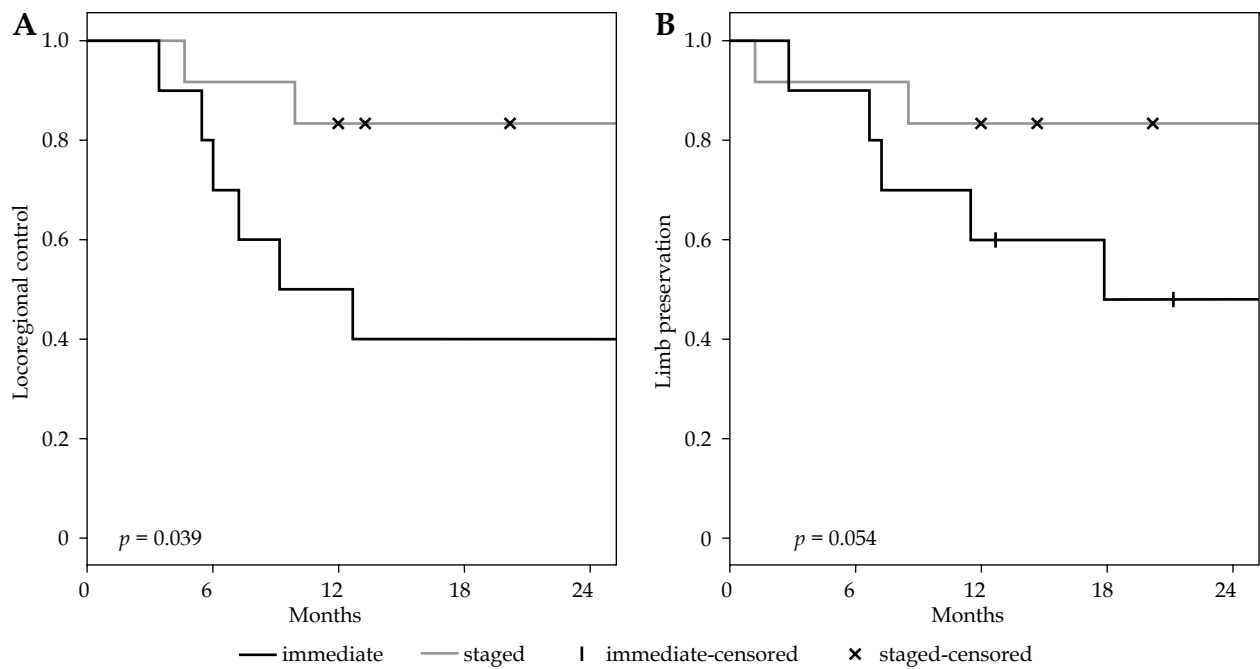 A
Locoregional control
1.0
0.8
0.6
0.4
0.2
0
p = 0.039
0 6 12 18 24
Months
B
Limb preservation
1.0
0.8
0.6
0.4
0.2
0
p = 0.054
0 6 12 18 24
Months
immediate staged immediate-censored staged-censored